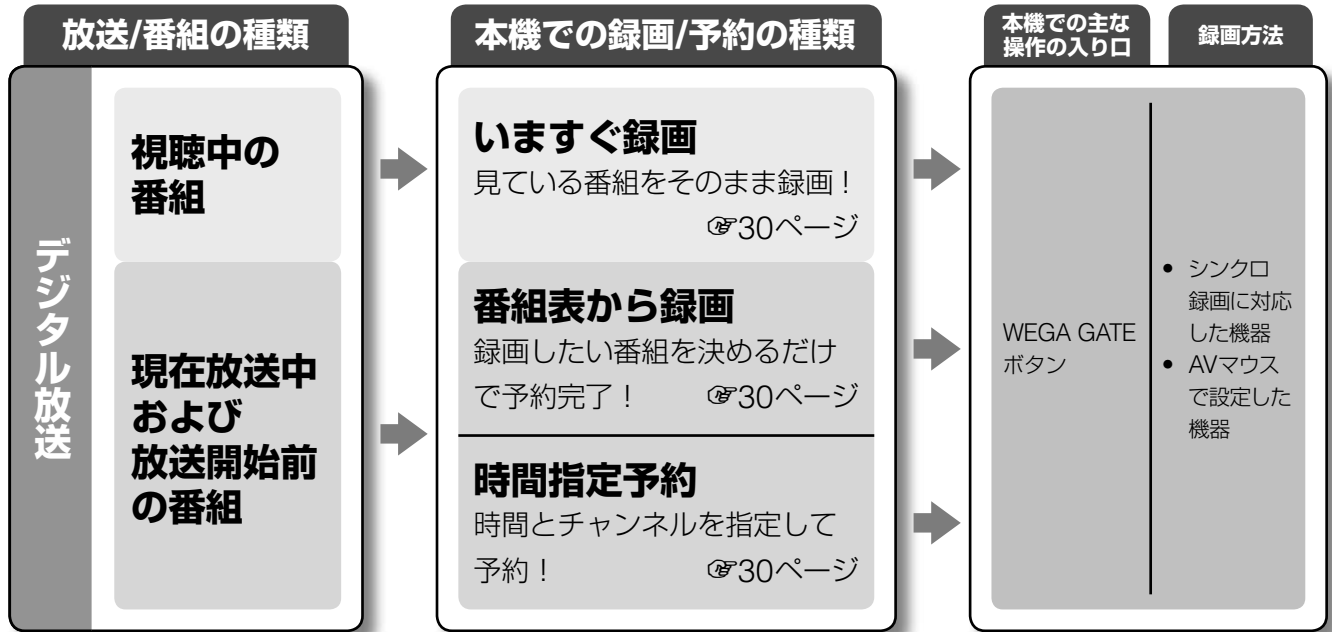 放送/番組の種類
本機での録画/予約の種類
本機での主な
操作の入り口
録画方法
デジタル放送
視聴中の
番組
いますぐ録画
見ている番組をそのまま録画！
☞30ページ
現在放送中
および
放送開始前
の番組
番組表から録画
録画したい番組を決めるだけ
で予約完了！ ☞30ページ
時間指定予約
時間とチャンネルを指定して
予約！ ☞30ページ
WEGA GATE
ボタン
• シンクロ
録画に対応
した機器
• AVマウス
で設定した
機器